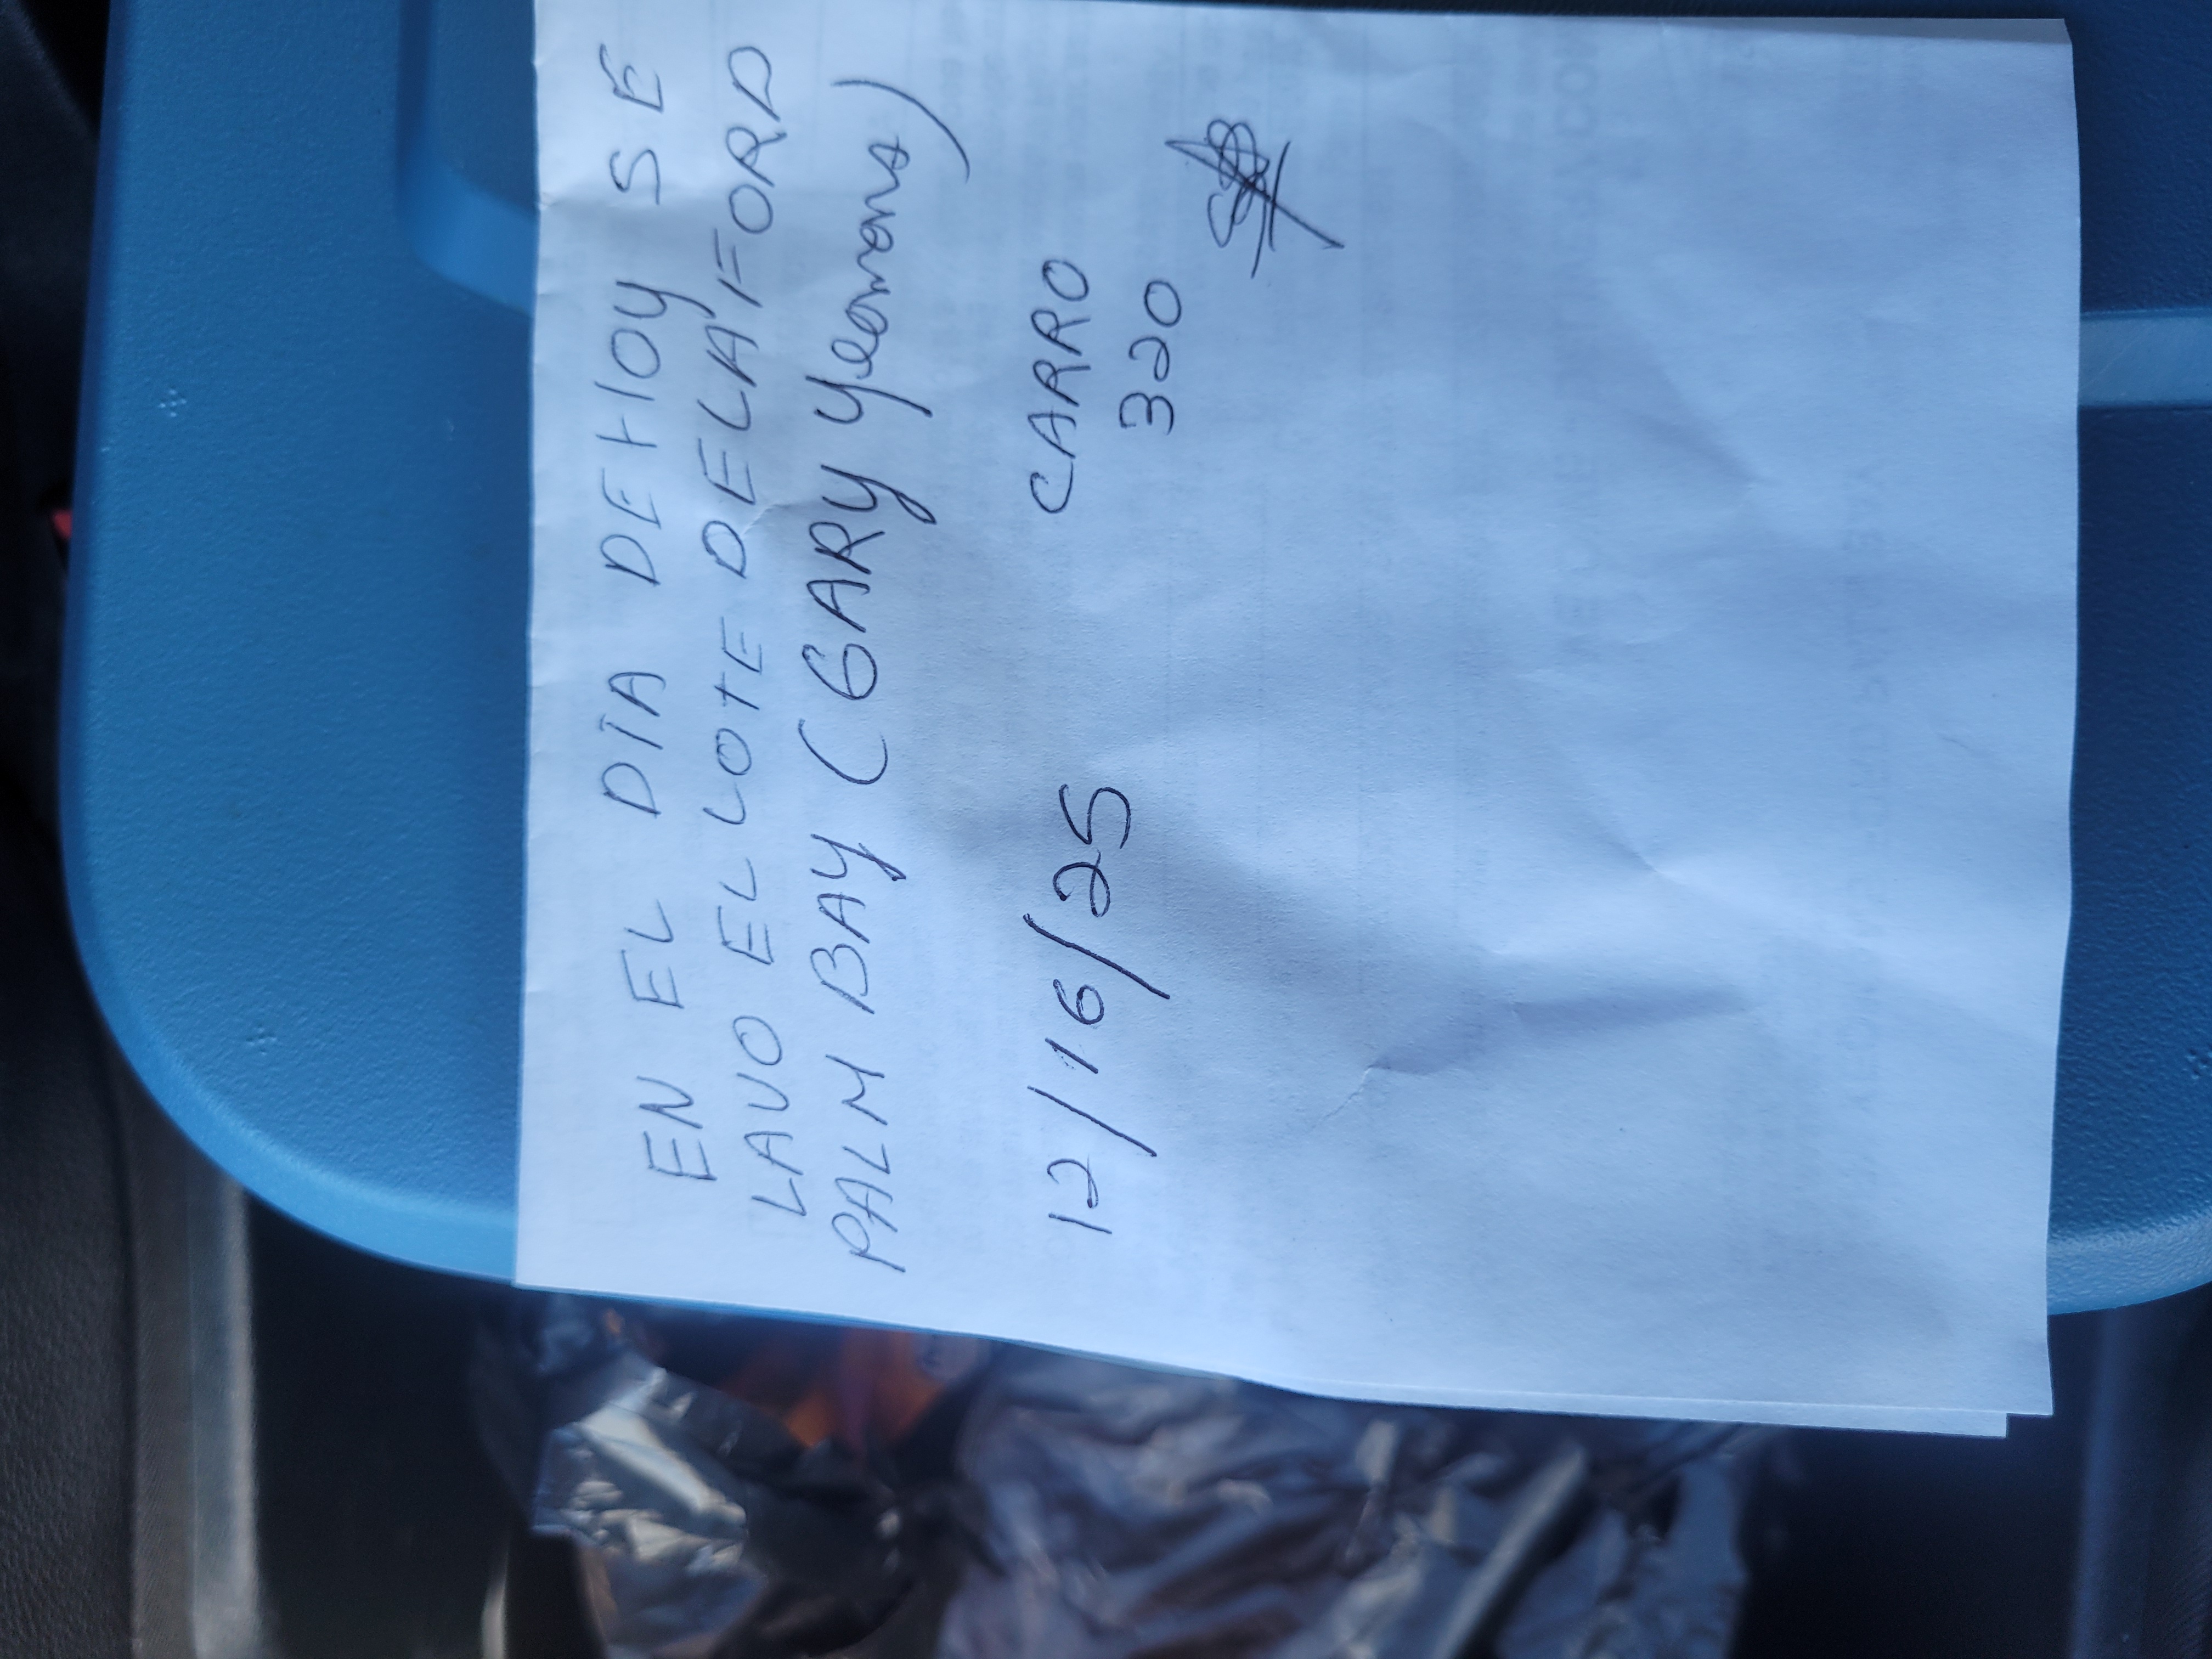 EN EL DIA DE HOY SE
LAVO EL LOTE DE LA FORD
PALM BAY (GARY Yeomans)
12/16/25 CARRO
320